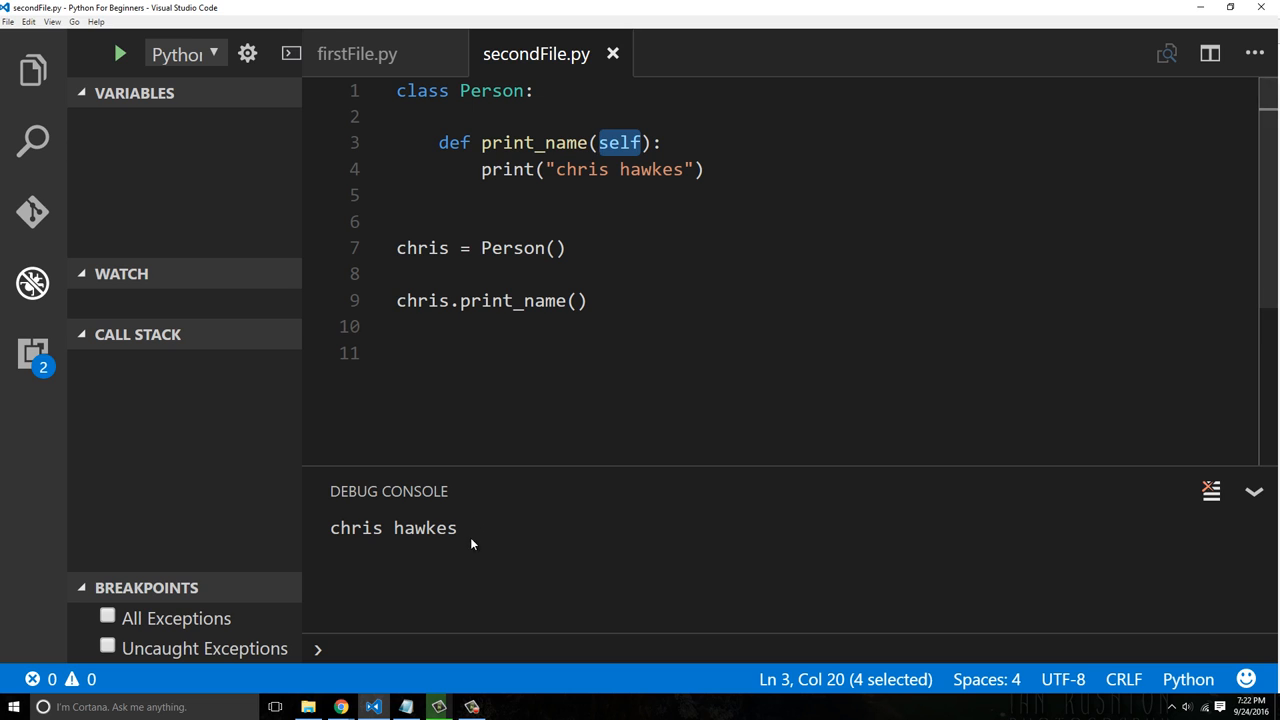 secondFile.py - Python For Beginners - Visual Studio Code
File Edit View Go Help
Pythor
firstFile.py
secondFile.py
VARIABLES
WATCH
CALL STACK
BREAKPOINTS
All Exceptions
Uncaught Exceptions
2
1 class Person:
2
3 def print_name(self):
4 print("chris hawkes")
5
6
7 chris = Person()
8
9 chris.print_name()
10
11
DEBUG CONSOLE
chris hawkes
0 0 Ln 3, Col 20 (4 selected) Spaces: 4 UTF-8 CRLF Python
I'm Cortana. Ask me anything.
7:22 PM
9/24/2016